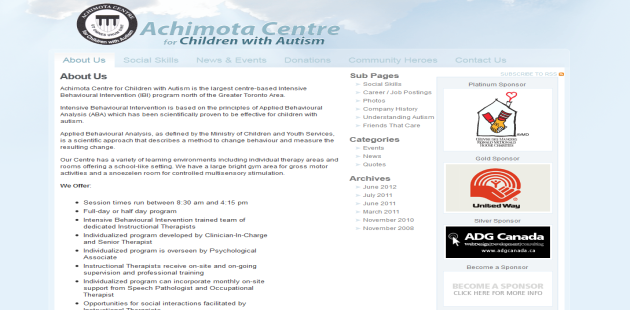 ACHIMOTA CENTRE
for Children with Autism
Achimota Centre
for Children with Autism
About Us
Social Skills
News & Events
Donations
Community Heroes
Contact Us
SUBSCRIBE TO RSS
About Us
Achimota Centre for Children with Autism is the largest centre-based Intensive
Behavioural Intervention (IBI) program north of the Greater Toronto Area.
Intensive Behavioural Intervention is based on the principles of Applied Behavioural
Analysis (ABA) which has been scientifically proven to be effective for children with
autism.
Applied Behavioural Analysis, as defined by the Ministry of Children and Youth Services,
is a scientific approach that describes a method to change behaviour and measure the
resulting change.
Our Centre has a variety of learning environments including individual therapy areas and
rooms offering a school-like setting. We have a large bright gym area for gross motor
activities and a snoezelen room for controlled multisensory stimulation.
We Offer:
Session times run between 8:30 am and 4:15 pm
Full-day or half day program
Intensive Behavioural Intervention trained team of
dedicated Instructional Therapists
Individualized program developed by Clinician-In-Charge
and Senior Therapist
Individualized program is overseen by Psychological
Associate
Instructional Therapists receive on-site and on-going
supervision and professional training
Individualized program can incorporate monthly on-site
support from Speech Pathologist and Occupational
Therapist
Opportunities for social interactions facilitated by
Instructional Therapists
Sub Pages
Social Skills
Career / Job Postings
Photos
Company History
Understanding Autism
Friends That Care
Categories
Events
News
Quotes
Archives
June 2012
July 2011
June 2011
March 2011
November 2010
November 2009
Platinum Sponsor
Gold Sponsor
United Way
Silver Sponsor
ADG Canada
WebDesignDevelopmentConsulting
www.adgcanada.ca
Become a Sponsor
BECOME A SPONSOR
CLICK HERE FOR MORE INFO